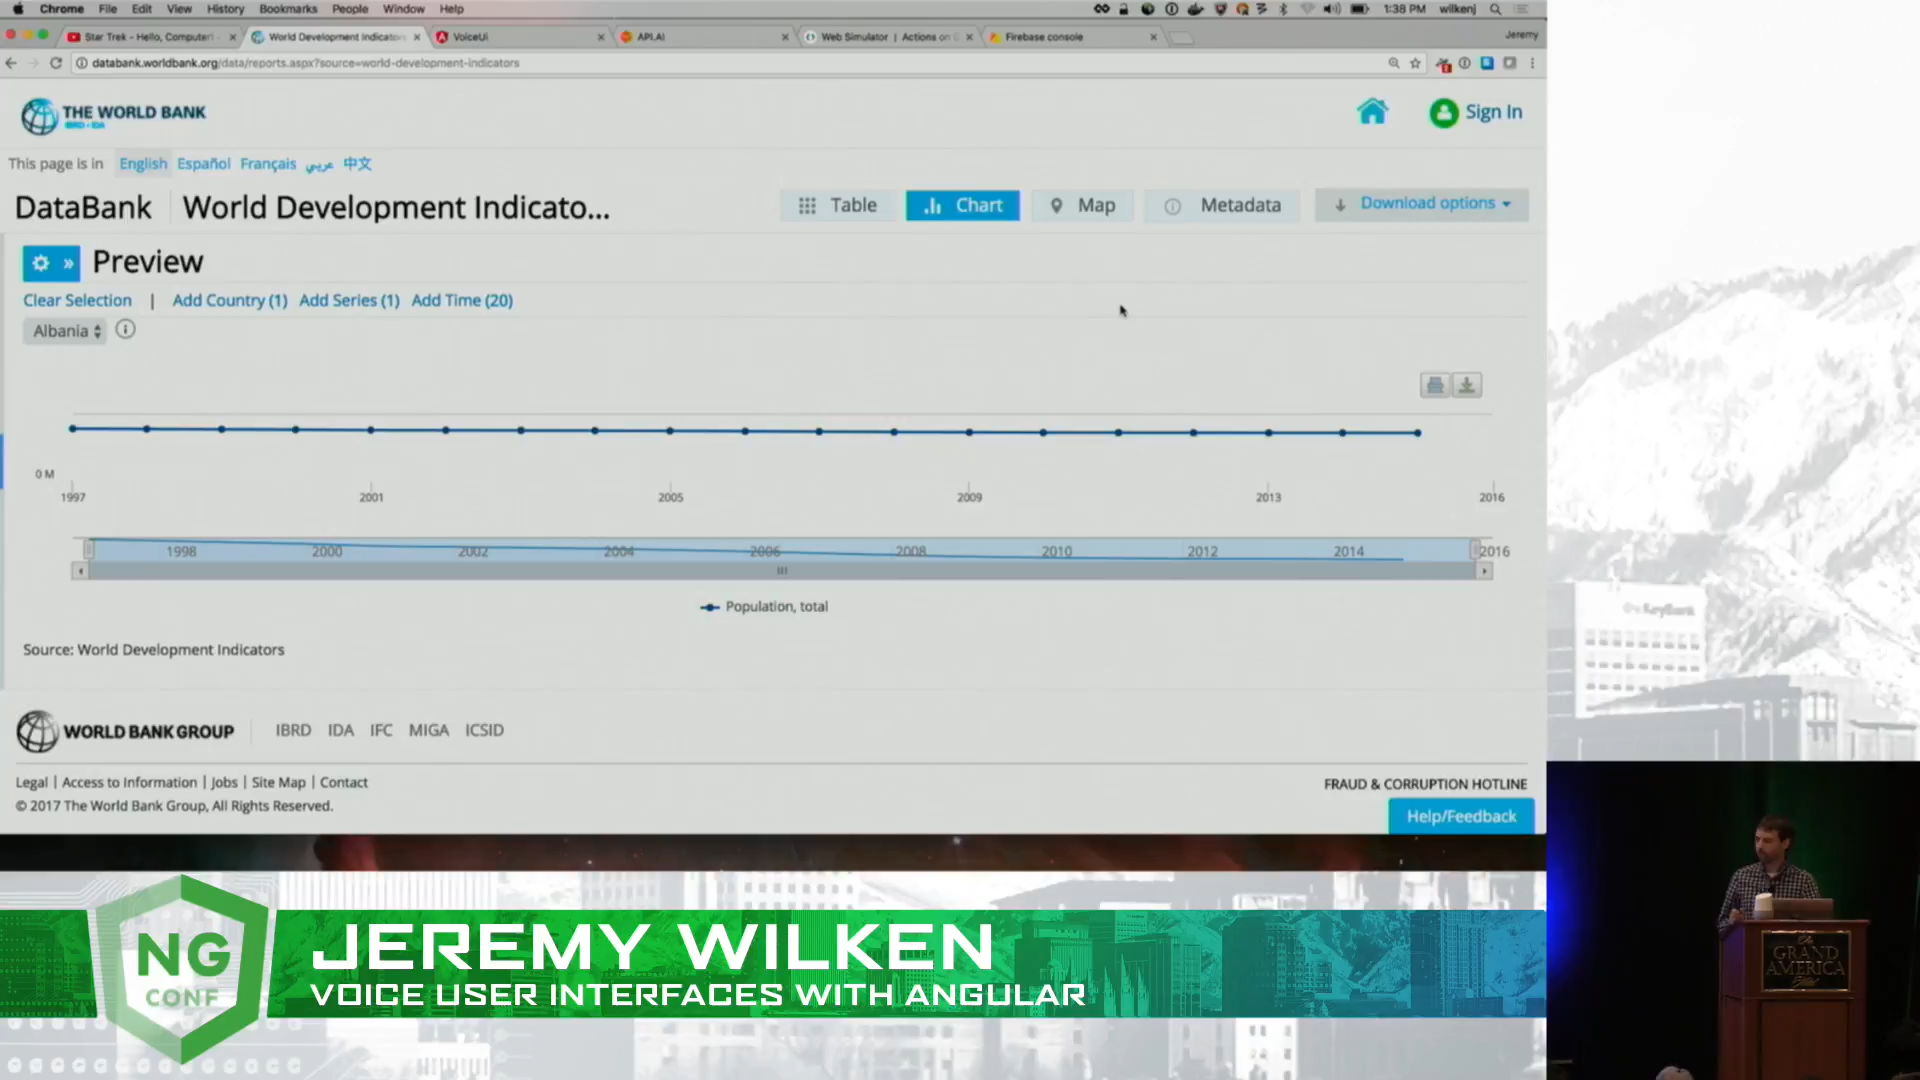 Chrome File Edit View History Bookmarks People Window Help 1:38 PM wilkenj
Star Trek - Hello, Computer! World Development Indicators VoiceUi API.AI Web Simulator | Actions on G Firebase console Jeremy
databank.worldbank.org/data/reports.aspx?source=world-development-indicators
THE WORLD BANK
IBRD • IDA
Sign In
This page is in English Español Français عربي 中文
DataBank World Development Indicato... Table Chart Map Metadata Download options
Preview
Clear Selection | Add Country (1) Add Series (1) Add Time (20)
Albania
0 M
1997 2001 2005 2009 2013 2016
1998 2000 2002 2004 2006 2008 2010 2012 2014 2016
Population, total
Source: World Development Indicators
WORLD BANK GROUP IBRD IDA IFC MIGA ICSID
Legal | Access to Information | Jobs | Site Map | Contact
FRAUD & CORRUPTION HOTLINE
© 2017 The World Bank Group, All Rights Reserved.
Help/Feedback
NG
CONF
JEREMY WILKEN
VOICE USER INTERFACES WITH ANGULAR
KeyBank
The
GRAND
AMERICA
Hotel